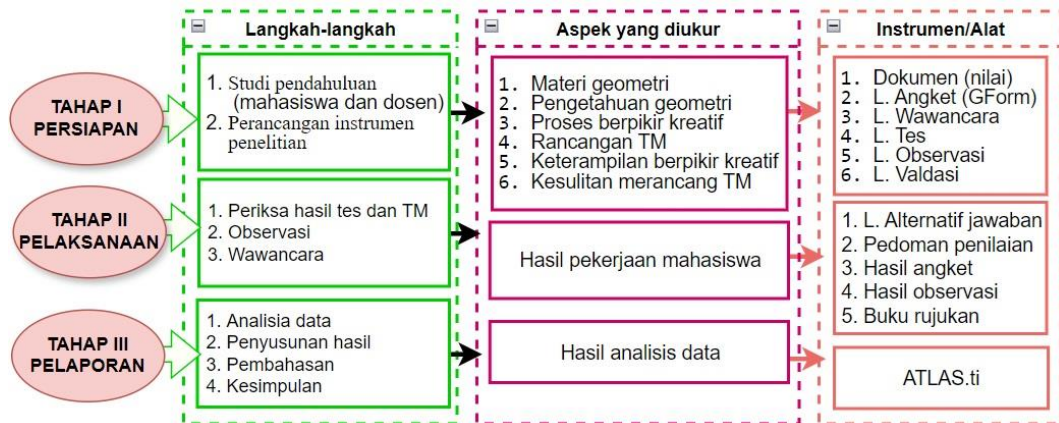 Langkah-langkah
Aspek yang diukur
Instrumen/Alat
TAHAP I
PERSIAPAN
1. Studi pendahuluan
(mahasiswa dan dosen)
2. Perancangan instrumen
penelitian
1. Materi geometri
2. Pengetahuan geometri
3. Proses berpikir kreatif
4. Rancangan TM
5. Keterampilan berpikir kreatif
6. Kesulitan merancang TM
1. Dokumen (nilai)
2. L. Angket (GForm)
3. L. Wawancara
4. L. Tes
5. L. Observasi
6. L. Valdasi
TAHAP II
PELAKSANAAN
1. Periksa hasil tes dan TM
2. Observasi
3. Wawancara
Hasil pekerjaan mahasiswa
1. L. Alternatif jawaban
2. Pedoman penilaian
3. Hasil angket
4. Hasil observasi
5. Buku rujukan
TAHAP III
PELAPORAN
1. Analisia data
2. Penyusunan hasil
3. Pembahasan
4. Kesimpulan
Hasil analisis data
ATLAS.ti